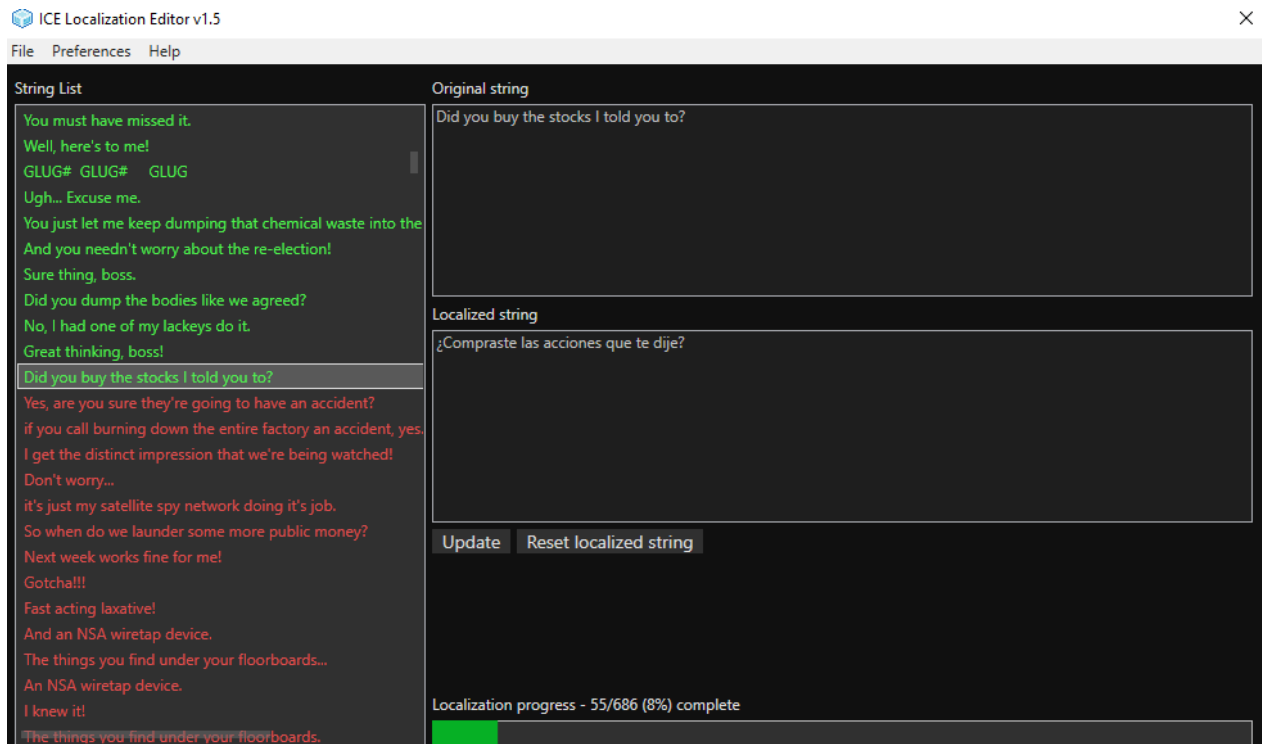 ICE Localization Editor v1.5
File Preferences Help
String List
You must have missed it.
Well, here's to me!
GLUG# GLUG# GLUG
Ugh... Excuse me.
You just let me keep dumping that chemical waste into the
And you needn't worry about the re-election!
Sure thing, boss.
Did you dump the bodies like we agreed?
No, I had one of my lackeys do it.
Great thinking, boss!
Did you buy the stocks I told you to?
Yes, are you sure they're going to have an accident?
if you call burning down the entire factory an accident, yes.
I get the distinct impression that we're being watched!
Don't worry...
it's just my satellite spy network doing it's job.
So when do we launder some more public money?
Next week works fine for me!
Gotcha!!!
Fast acting laxative!
And an NSA wiretap device.
The things you find under your floorboards...
An NSA wiretap device.
I knew it!
The things you find under your floorboards.
Original string
Did you buy the stocks I told you to?
Localized string
¿Compraste las acciones que te dije?
Update Reset localized string
Localization progress - 55/686 (8%) complete